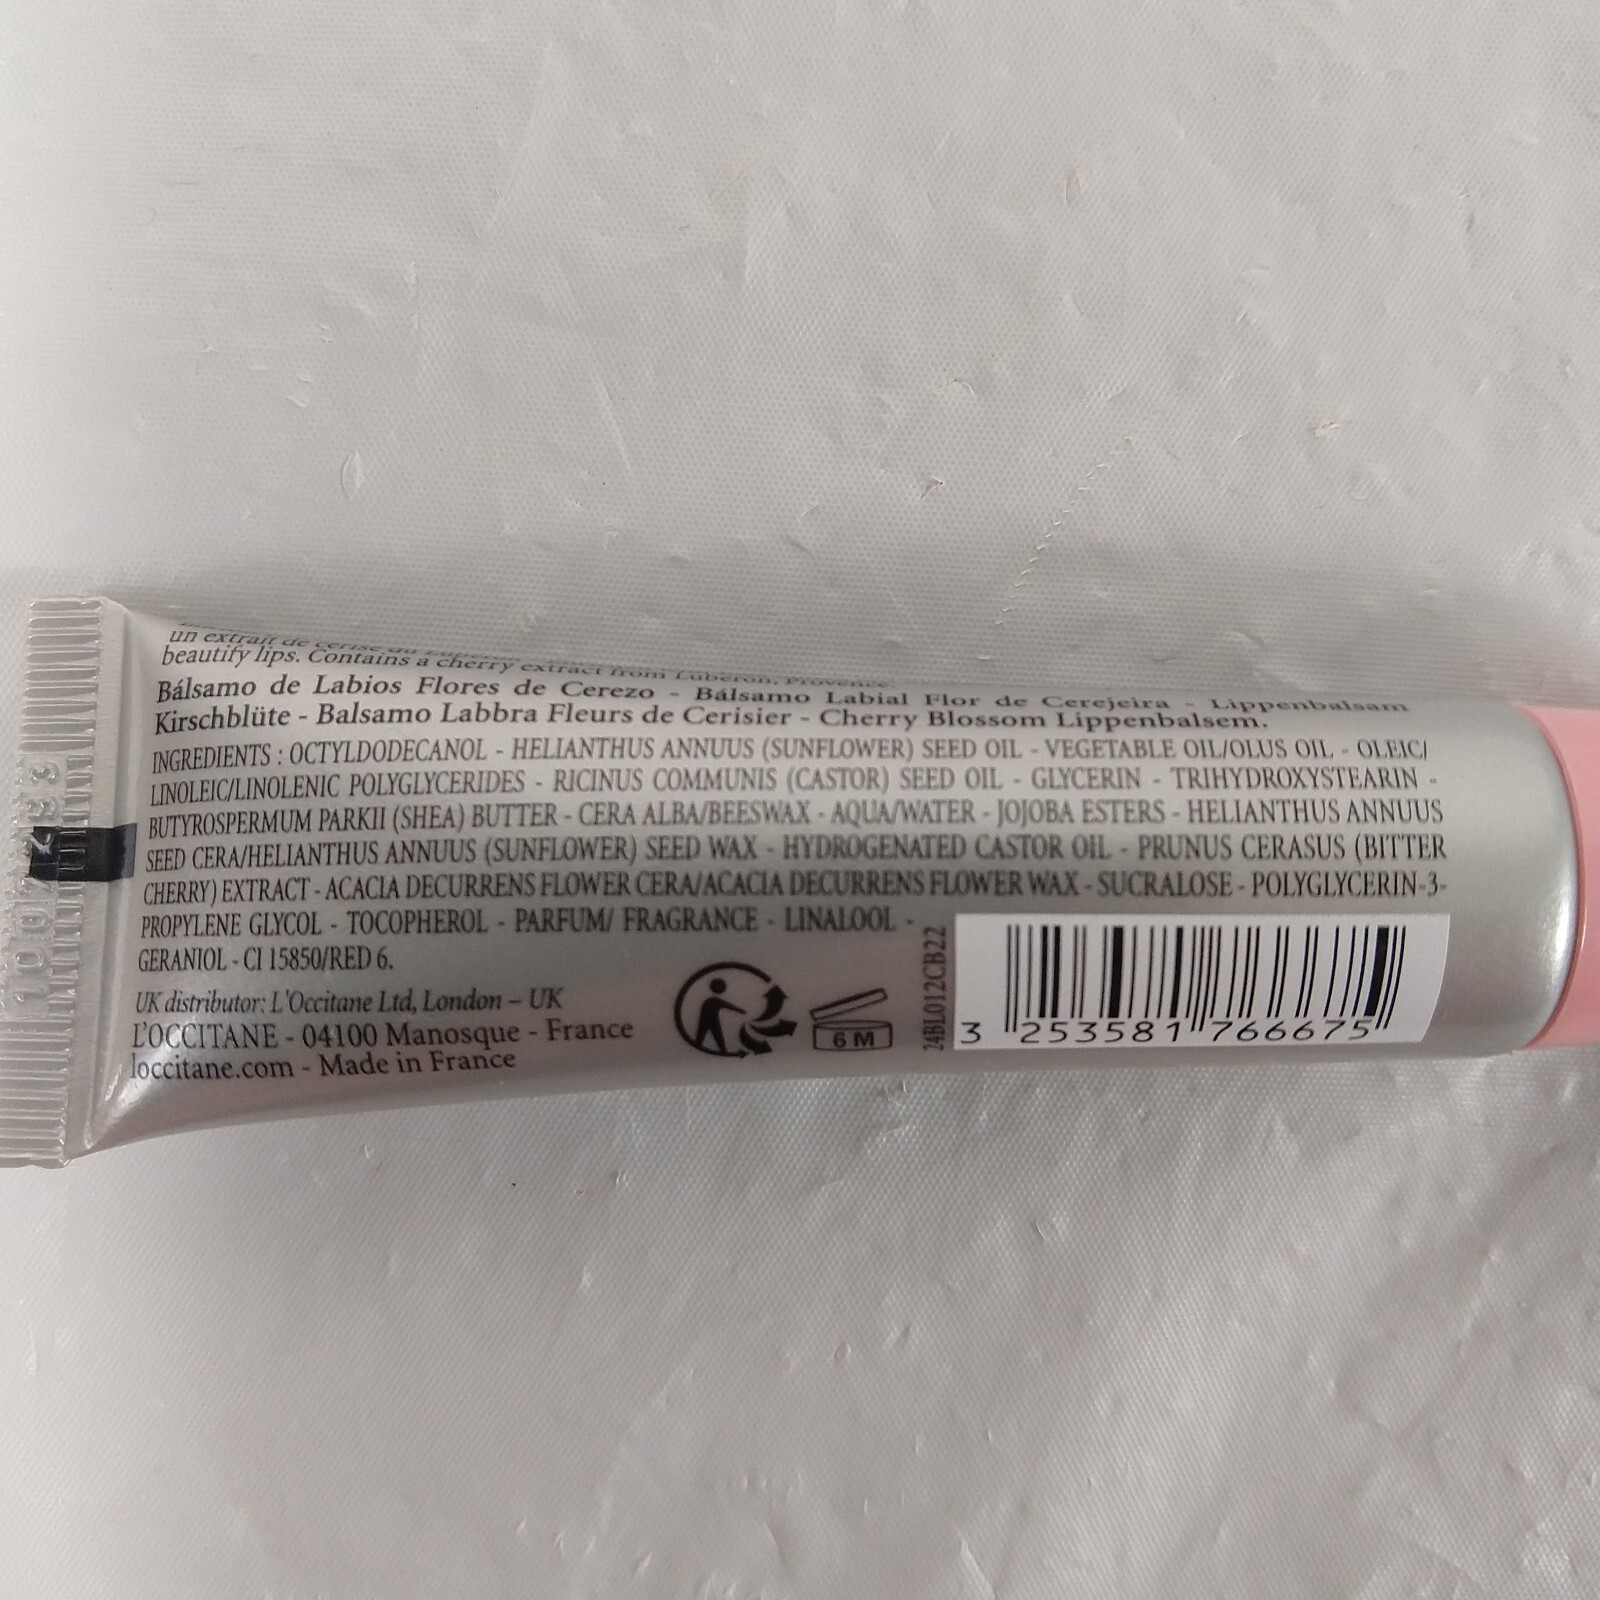 un extrait de cerise du
beautify lips. Contains a cherry extract from Luberon, Provence.
Bálsamo de Labios Flores de Cerezo - Bálsamo Labial Flor de Cerejeira - Lippenbalsam
Kirschblüte - Balsamo Labbra Fleurs de Cerisier - Cherry Blossom Lippenbalsem.
INGREDIENTS : OCTYLDODECANOL - HELIANTHUS ANNUUS (SUNFLOWER) SEED OIL - VEGETABLE OIL/OLUS OIL - OLEIC/
LINOLEIC/LINOLENIC POLYGLYCERIDES - RICINUS COMMUNIS (CASTOR) SEED OIL - GLYCERIN - TRIHYDROXYSTEARIN -
BUTYROSPERMUM PARKII (SHEA) BUTTER - CERA ALBA/BEESWAX - AQUA/WATER - JOJOBA ESTERS - HELIANTHUS ANNUUS
SEED CERA/HELIANTHUS ANNUUS (SUNFLOWER) SEED WAX - HYDROGENATED CASTOR OIL - PRUNUS CERASUS (BITTER
CHERRY) EXTRACT - ACACIA DECURRENS FLOWER CERA/ACACIA DECURRENS FLOWER WAX - SUCRALOSE - POLYGLYCERIN-3-
PROPYLENE GLYCOL - TOCOPHEROL - PARFUM/ FRAGRANCE - LINALOOL -
GERANIOL - CI 15850/RED 6.
UK distributor: L'Occitane Ltd, London – UK
L'OCCITANE - 04100 Manosque - France
loccitane.com - Made in France
6 M
24BL012CB22
3 253581 766675